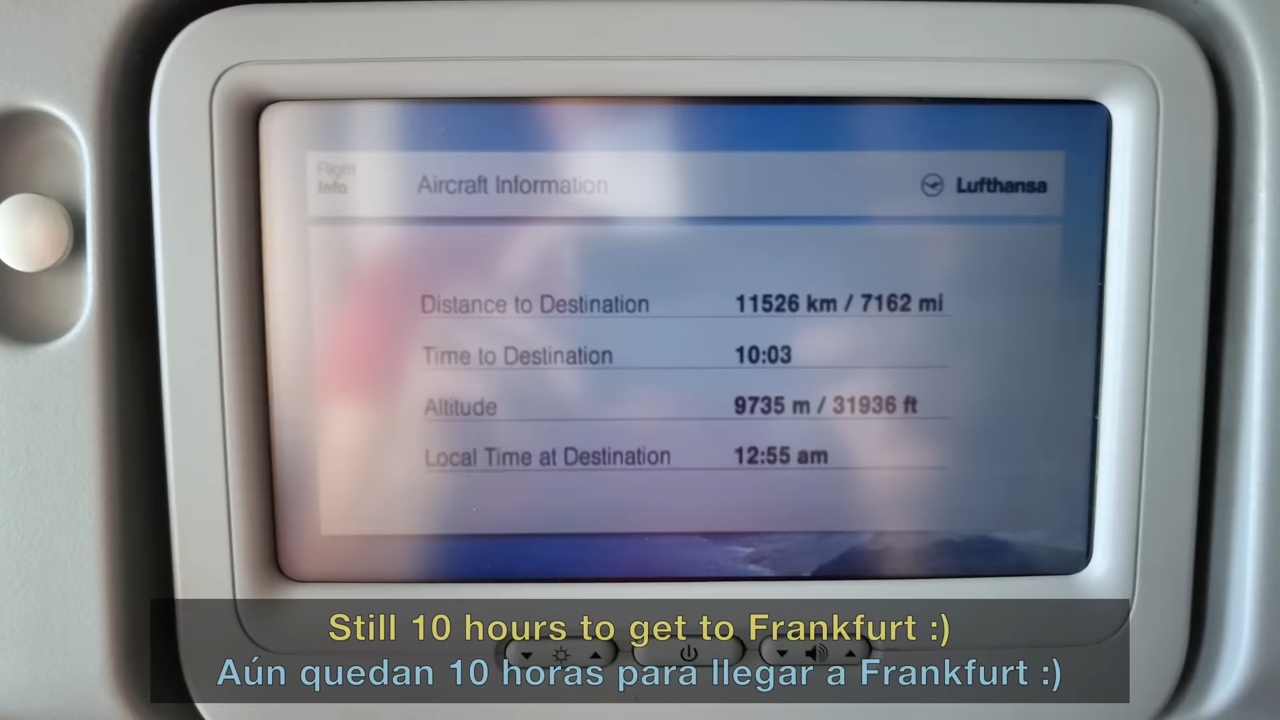 Flight
Info
Aircraft Information
Lufthansa
Distance to Destination 11526 km / 7162 mi
Time to Destination 10:03
Altitude 9735 m / 31936 ft
Local Time at Destination 12:55 am
Still 10 hours to get to Frankfurt :)
Aún quedan 10 horas para llegar a Frankfurt :)